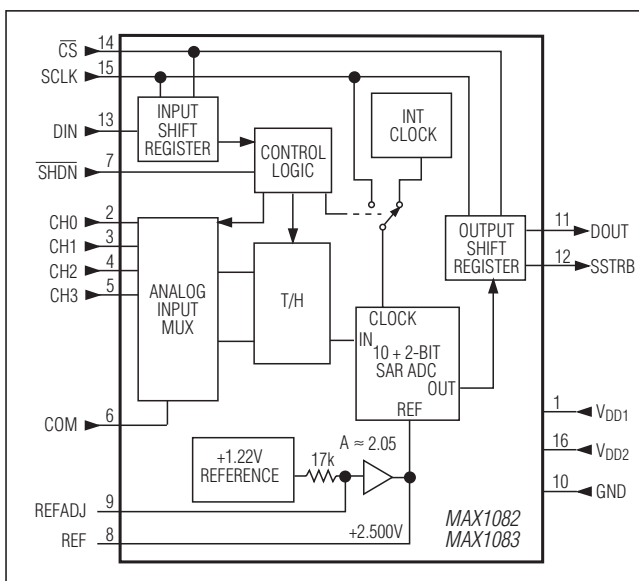 CS 14
SCLK 15
DIN 13
SHDN 7
CH0 2
CH1 3
CH2 4
CH3 5
COM 6
REFADJ 9
REF 8
INPUT
SHIFT
REGISTER
CONTROL
LOGIC
INT
CLOCK
ANALOG
INPUT
MUX
T/H
CLOCK
IN
10 + 2-BIT
SAR ADC
OUT
REF
OUTPUT
SHIFT
REGISTER
11 DOUT
12 SSTRB
1 VDD1
16 VDD2
10 GND
+1.22V
REFERENCE
17k
A ≈ 2.05
+2.500V
MAX1082
MAX1083